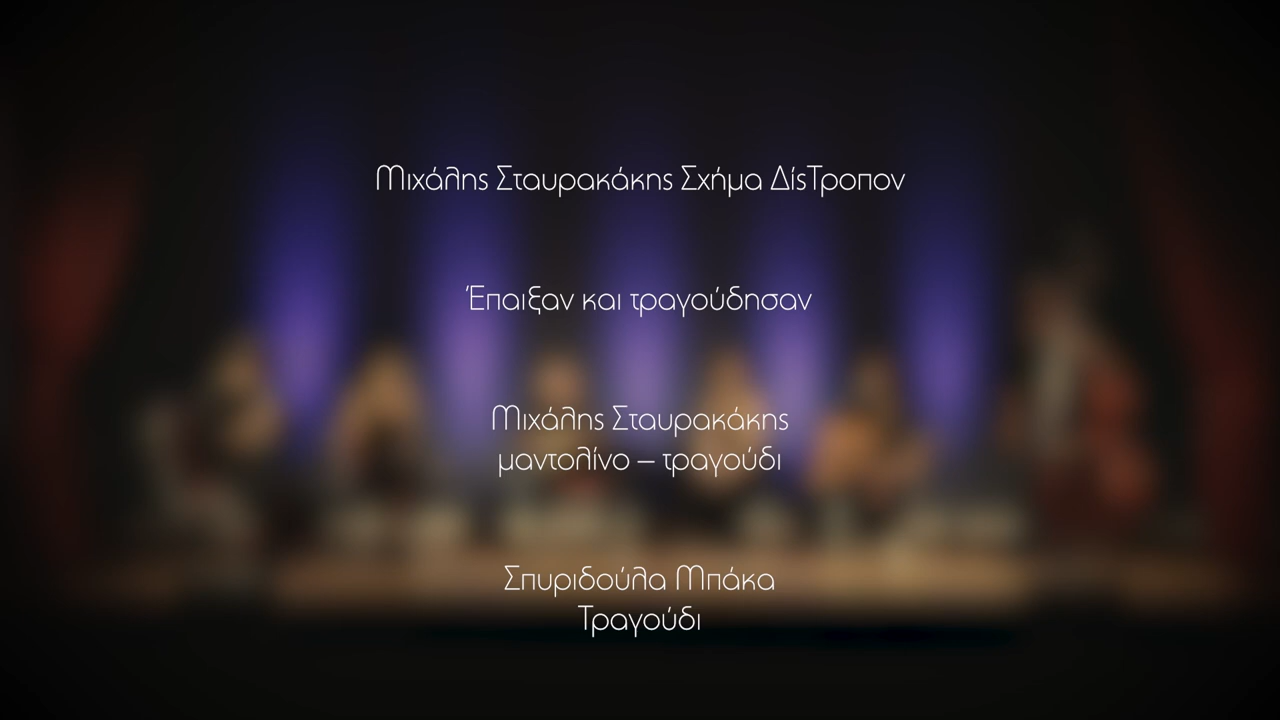 Μιχάλης Σταυρακάκης Σχήμα ΔίςΤροπον
Έπαιξαν και τραγούδησαν
Μιχάλης Σταυρακάκης
μαντολίνο – τραγούδι
Σπυριδούλα Μπάκα
Τραγούδι